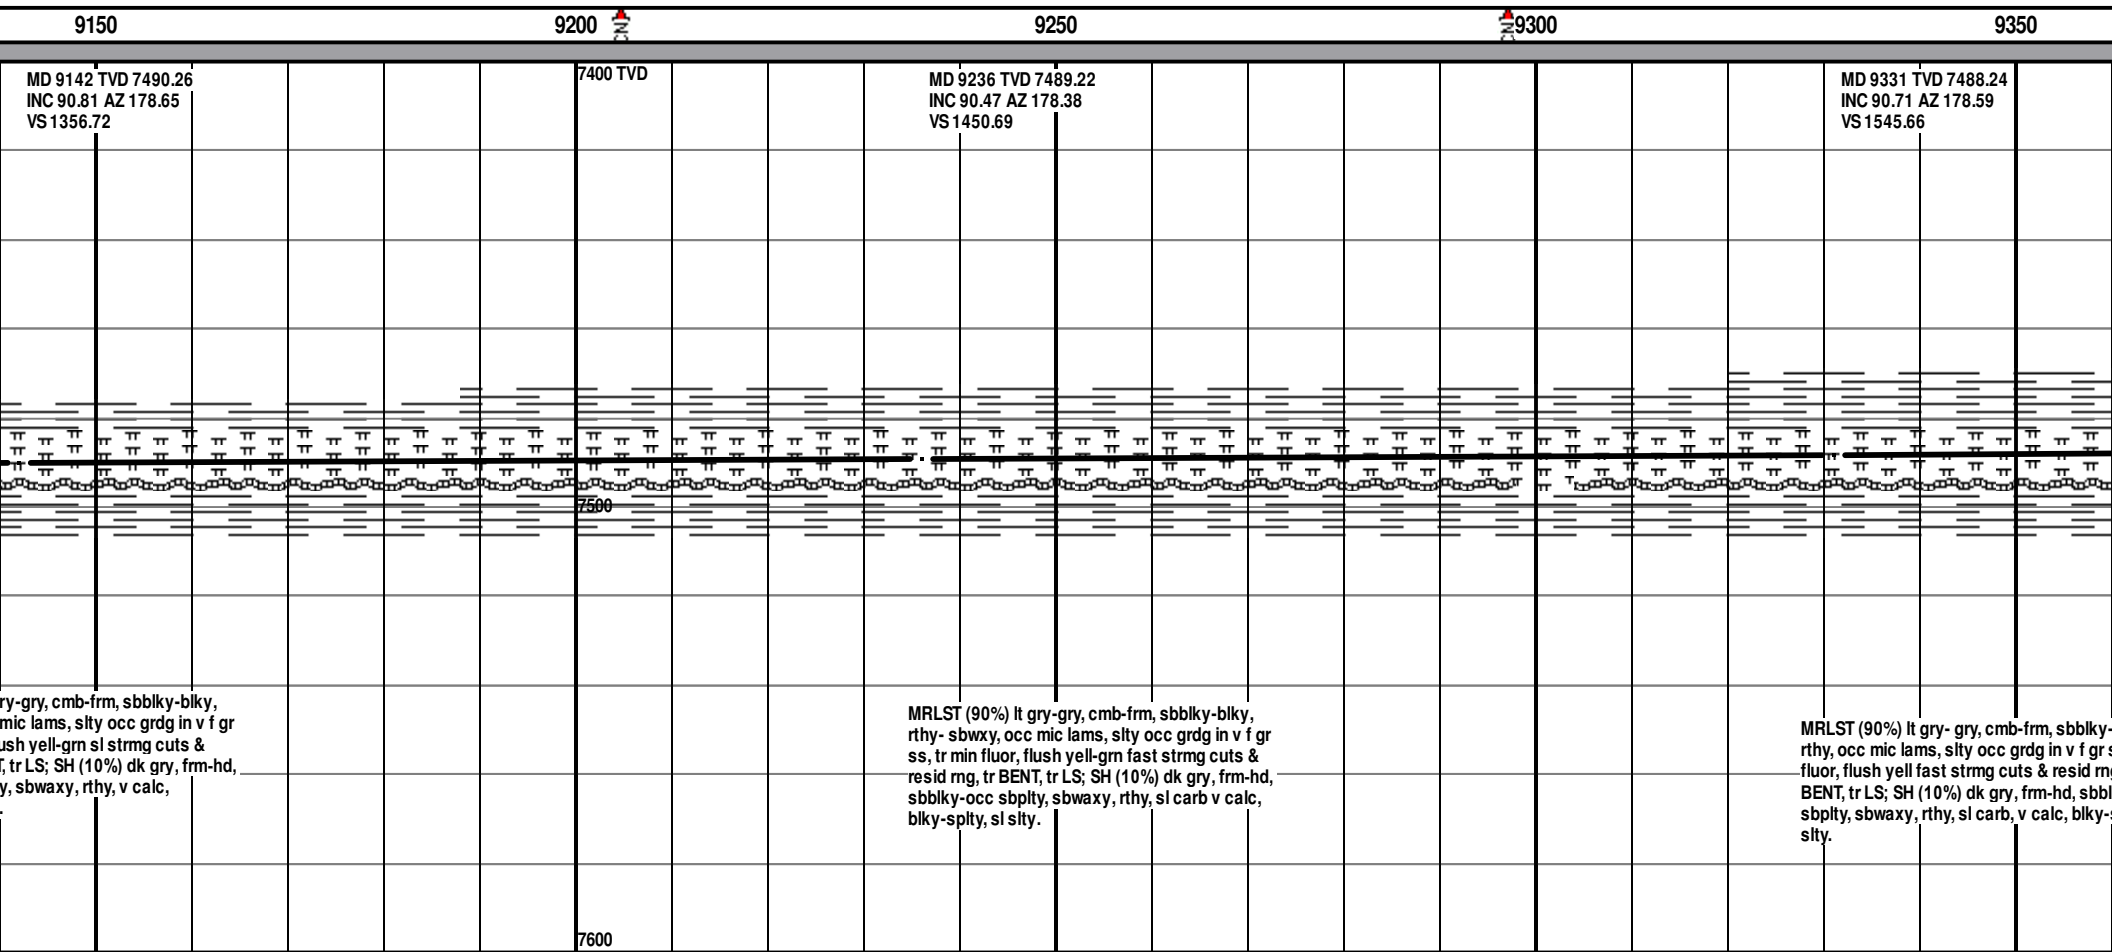 9150 9200 CN 9250 CN 9300 9350
MD 9142 TVD 7490.26
INC 90.81 AZ 178.65
VS 1356.72
7400 TVD
MD 9236 TVD 7489.22
INC 90.47 AZ 178.38
VS 1450.69
MD 9331 TVD 7488.24
INC 90.71 AZ 178.59
VS 1545.66
7500
ry-gry, cmb-frm, sbblky-blky,
mic lams, slty occ grdg in v f gr
ush yell-grn sl strmg cuts &
T, tr LS; SH (10%) dk gry, frm-hd,
y, sbwaxy, rthy, v calc,
.
MRLST (90%) lt gry-gry, cmb-frm, sbblky-blky,
rthy- sbwxy, occ mic lams, slty occ grdg in v f gr
ss, tr min fluor, flush yell-grn fast strmg cuts &
resid rng, tr BENT, tr LS; SH (10%) dk gry, frm-hd,
sbblky-occ sbplty, sbwaxy, rthy, sl carb v calc,
blky-splty, sl slty.
MRLST (90%) lt gry- gry, cmb-frm, sbblky-
rthy, occ mic lams, slty occ grdg in v f gr s
fluor, flush yell fast strmg cuts & resid rng
BENT, tr LS; SH (10%) dk gry, frm-hd, sbbl
sbplty, sbwaxy, rthy, sl carb, v calc, blky-s
slty.
7600